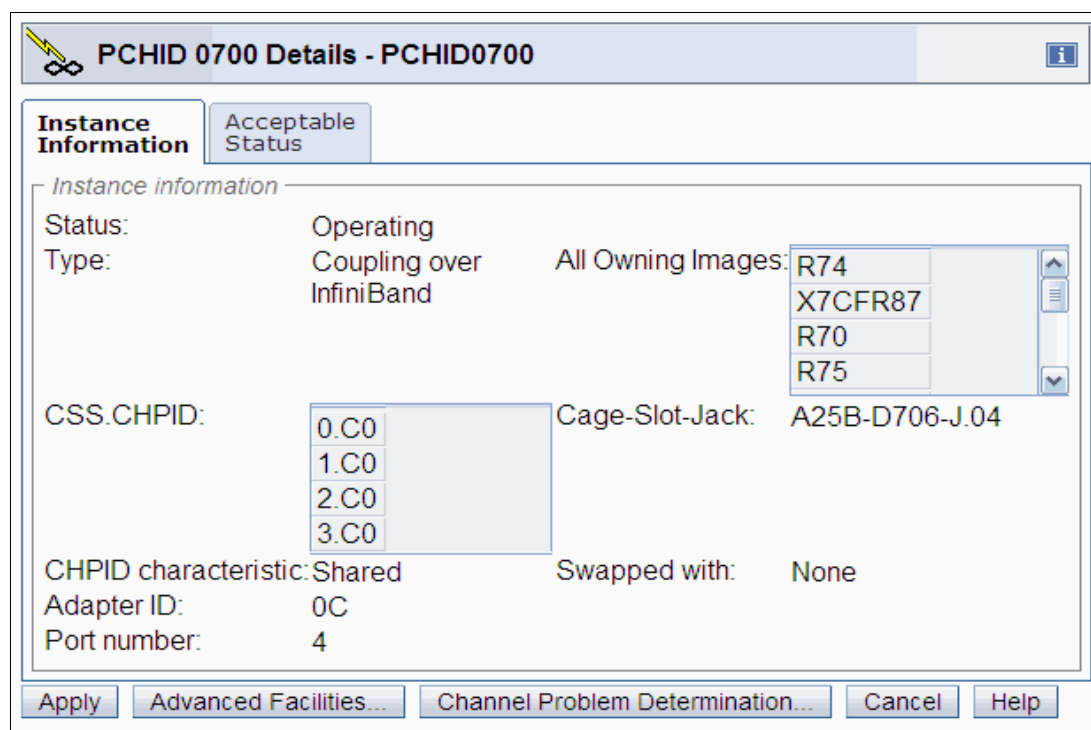 PCHID 0700 Details - PCHID0700
i
Instance
Information
Acceptable
Status
Instance information
Status: Operating
Type: Coupling over
InfiniBand
All Owning Images:
R74
X7CFR87
R70
R75
CSS.CHPID:
0.C0
1.C0
2.C0
3.C0
Cage-Slot-Jack: A25B-D706-J.04
CHPID characteristic: Shared
Swapped with: None
Adapter ID: 0C
Port number: 4
Apply
Advanced Facilities...
Channel Problem Determination...
Cancel
Help